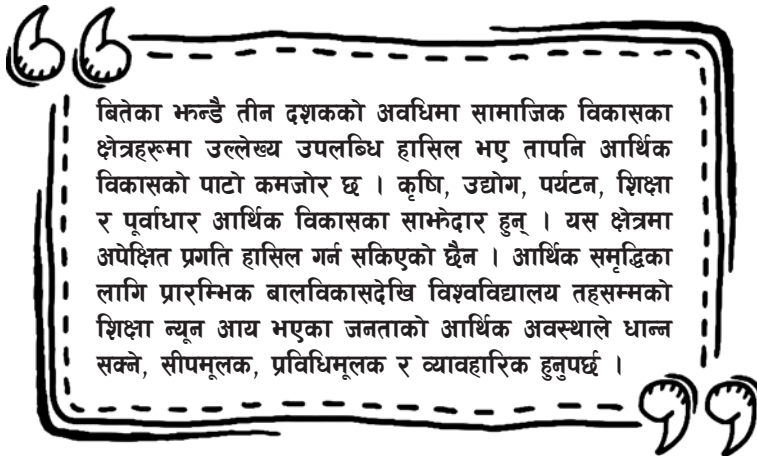 बितेका झन्डै तीन दशकको अवधिमा सामाजिक विकासका
क्षेत्रहरूमा उल्लेख्य उपलब्धि हासिल भए तापनि आर्थिक
विकासको पाटो कमजोर छ । कृषि, उद्योग, पर्यटन, शिक्षा
र पूर्वाधार आर्थिक विकासका साझेदार हुन् । यस क्षेत्रमा
अपेक्षित प्रगति हासिल गर्न सकिएको छैन । आर्थिक समृद्धिका
लागि प्रारम्भिक बालविकासदेखि विश्वविद्यालय तहसम्मको
शिक्षा न्यून आय भएका जनताको आर्थिक अवस्थाले धान्न
सक्ने, सीपमूलक, प्रविधिमूलक र व्यावहारिक हुनुपर्छ ।